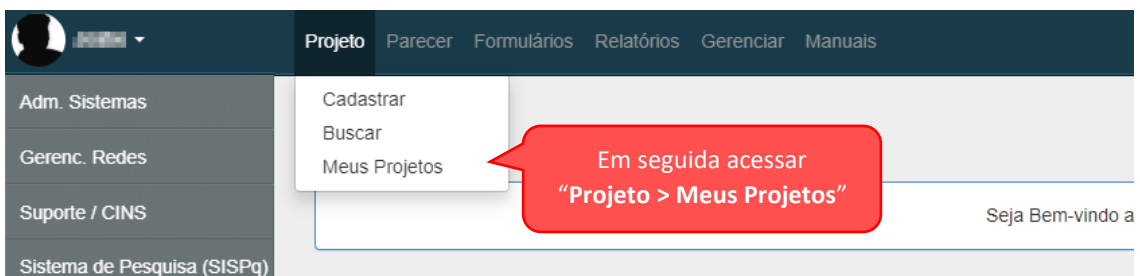 Projeto Parecer Formulários Relatórios Gerenciar Manuais
Adm. Sistemas
Gerenc. Redes
Suporte / CINS
Sistema de Pesquisa (SISPq)
Cadastrar
Buscar
Meus Projetos
Em seguida acessar
“Projeto > Meus Projetos”
Seja Bem-vindo a